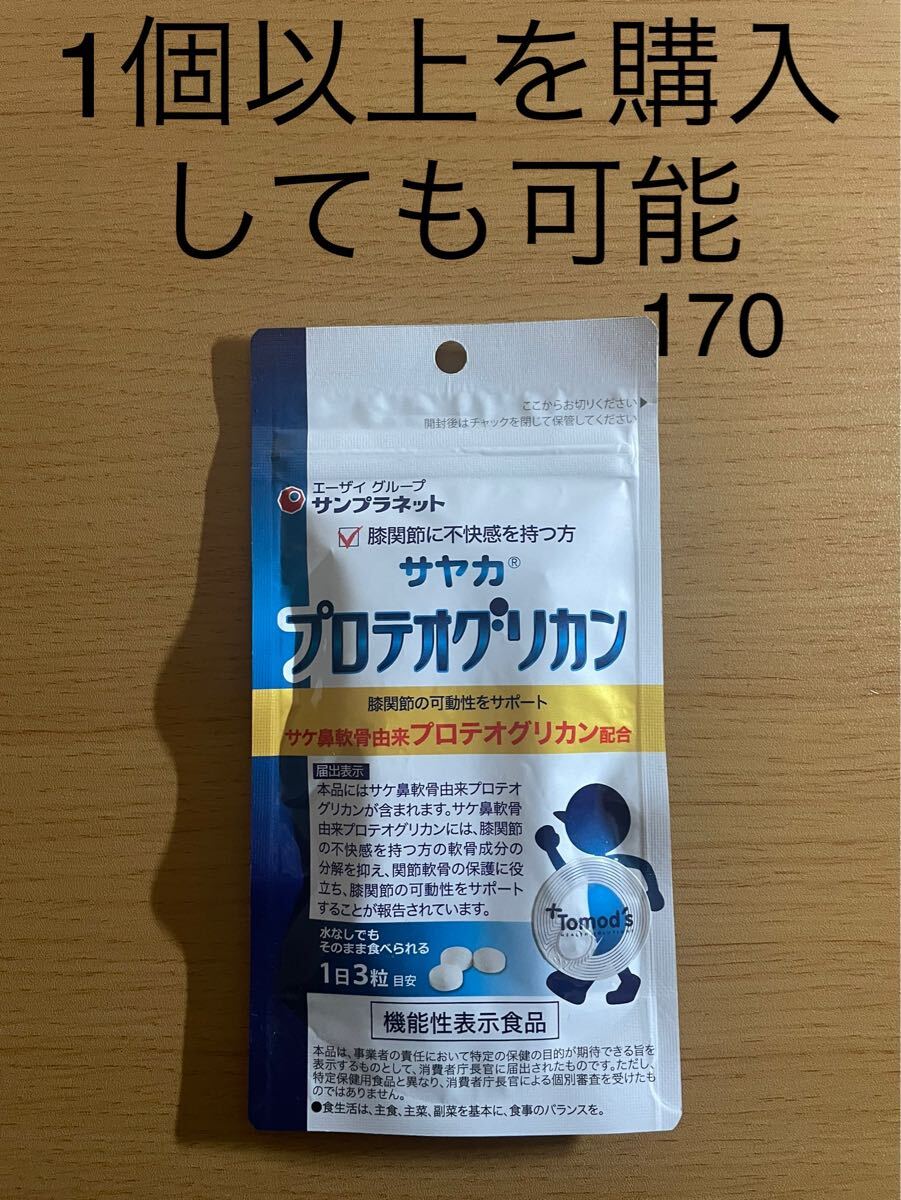 1個以上を購入
しても可能
170
ここからお切りください▶
開封後はチャックを閉じて保管してください
エーザイ グループ
サンプラネット
膝関節に不快感を持つ方
サヤカ®
プロテオグリカン
膝関節の可動性をサポート
サケ鼻軟骨由来プロテオグリカン配合
届出表示
本品にはサケ鼻軟骨由来プロテオ
グリカンが含まれます。サケ鼻軟骨
由来プロテオグリカンには、膝関節
の不快感を持つ方の軟骨成分の
分解を抑え、関節軟骨の保護に役
立ち、膝関節の可動性をサポート
することが報告されています。
+Tomod's
HEALTH SOLUTION
水なしでも
そのまま食べられる
1日3粒 目安
機能性表示食品
本品は、事業者の責任において特定の保健の目的が期待できる旨を
表示するものとして、消費者庁長官に届出されたものです。ただし、
特定保健用食品と異なり、消費者庁長官による個別審査を受けたも
のではありません。
●食生活は、主食、主菜、副菜を基本に、食事のバランスを。